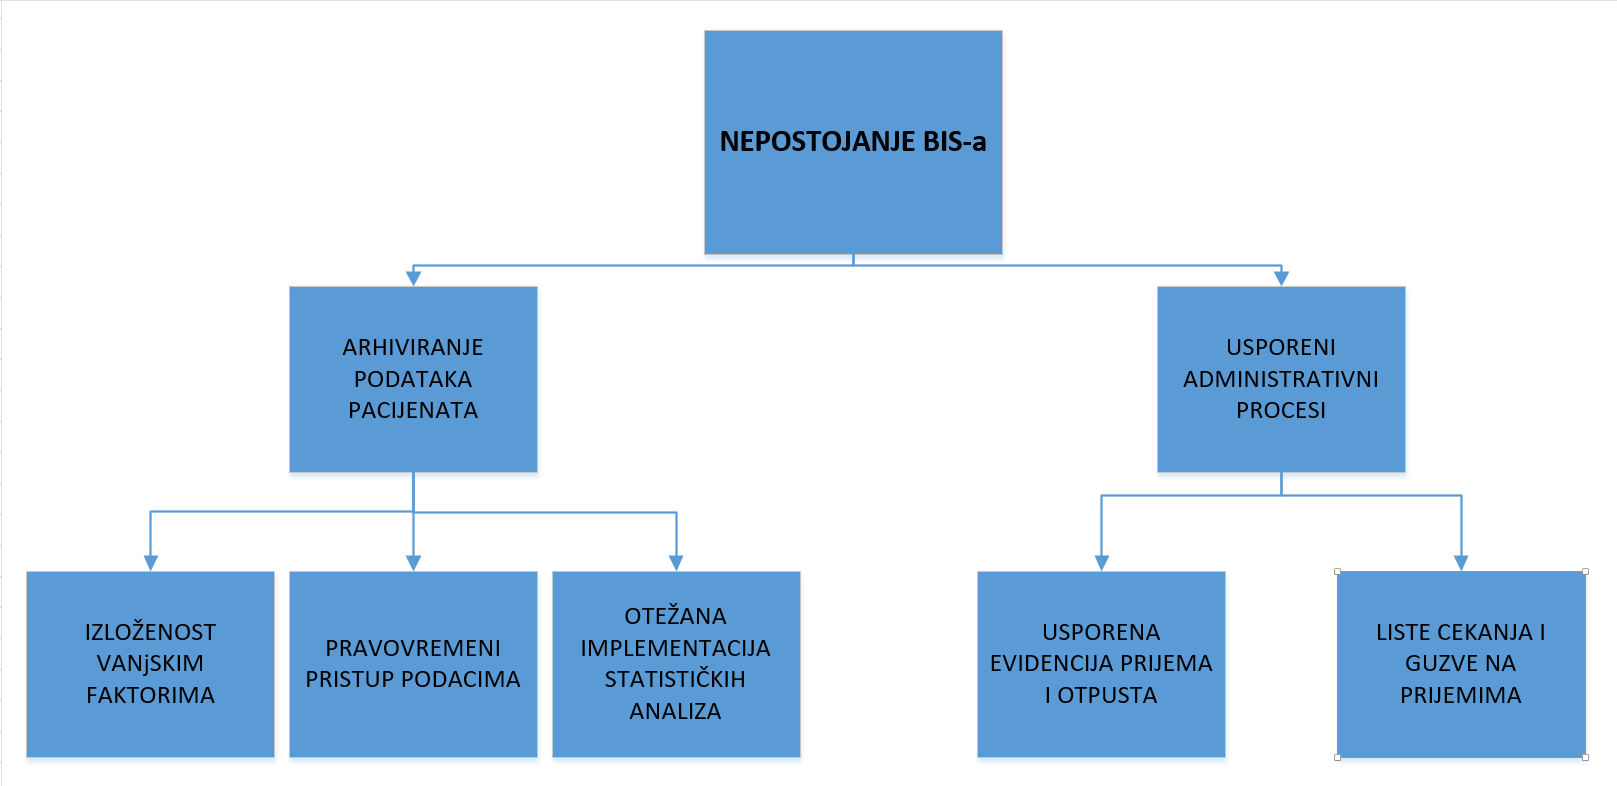 NEPOSTOJANJE BIS-a
ARHIVIRANJE
PODATAKA
PACIJENATA
USPORENI
ADMINISTRATIVNI
PROCESI
IZLOŽENOST
VANjSKIM
FAKTORIMA
PRAVOVREMENI
PRISTUP PODACIMA
OTEŽANA
IMPLEMENTACIJA
STATISTIČKIH
ANALIZA
USPORENA
EVIDENCIJA PRIJEMA
I OTPUSTA
LISTE CEKANJA I
GUZVE NA
PRIJEMIMA